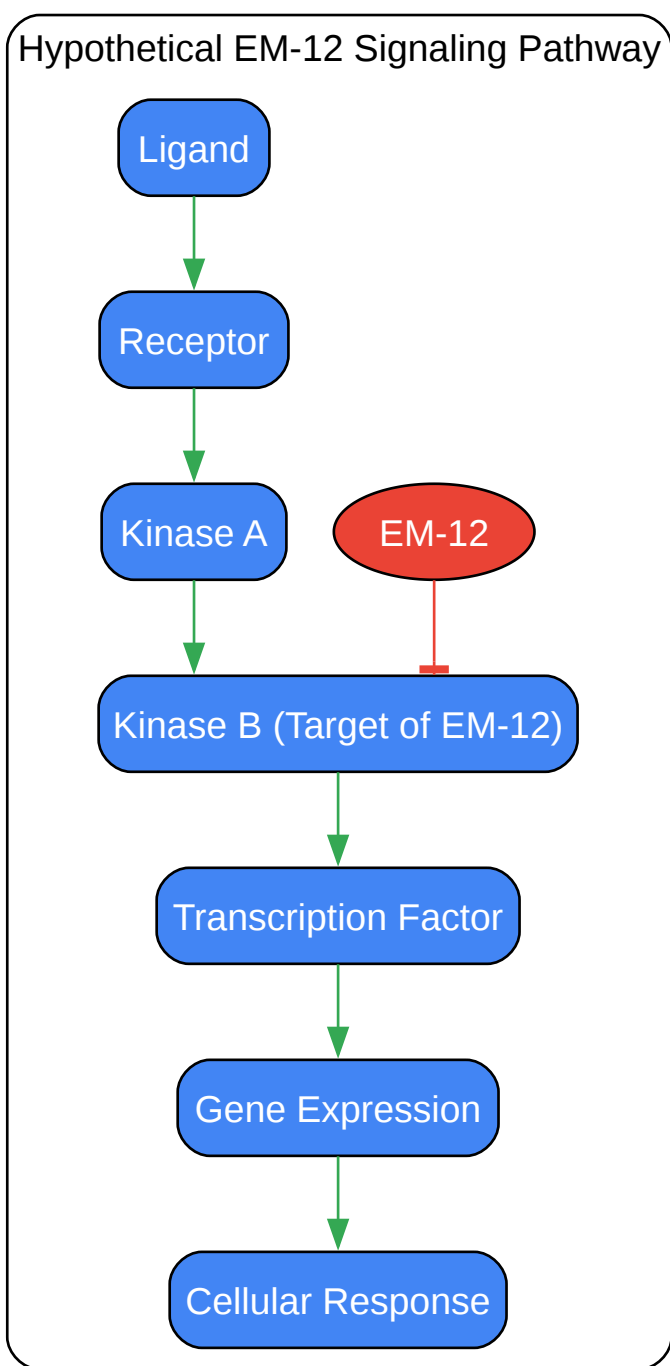 Hypothetical EM-12 Signaling Pathway
Ligand
Receptor
Kinase A
EM-12
Kinase B (Target of EM-12)
Transcription Factor
Gene Expression
Cellular Response